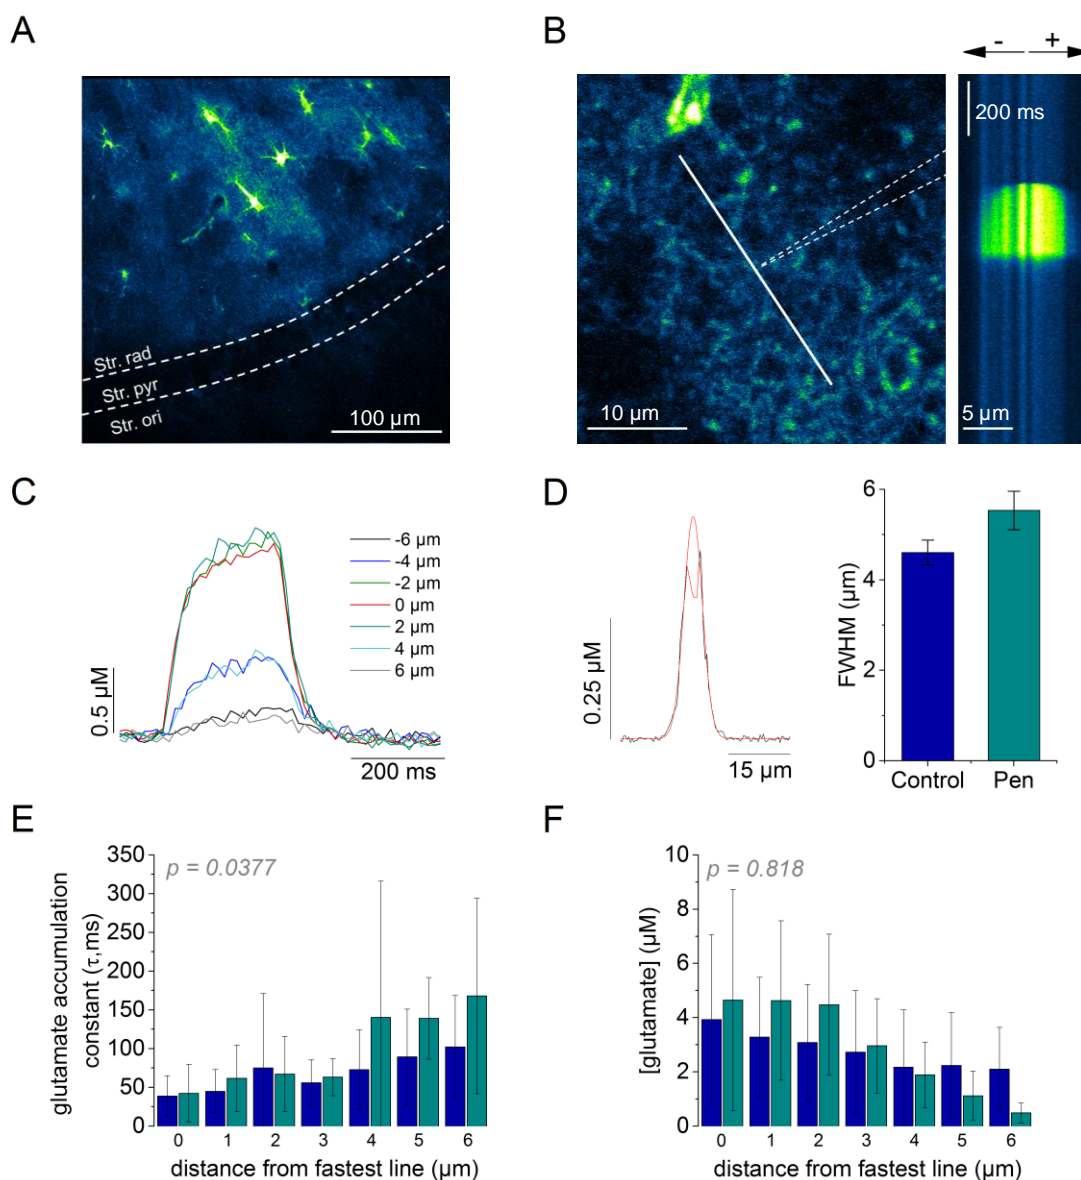 A
Str. rad
Str. pyr
Str. ori
100 µm
B
- +
200 ms
10 µm
5 µm
C
-6 µm
-4 µm
-2 µm
0 µm
2 µm
4 µm
6 µm
0.5 µM
200 ms
D
0.25 µM
15 µm
FWHM (µm)
6
4
2
0
Control Pen
E
glutamate accumulation
constant (τ,ms)
350
300
250
200
150
100
50
0
p = 0.0377
0 1 2 3 4 5 6
distance from fastest line (µm)
F
[glutamate] (µM)
10
8
6
4
2
0
p = 0.818
0 1 2 3 4 5 6
distance from fastest line (µm)